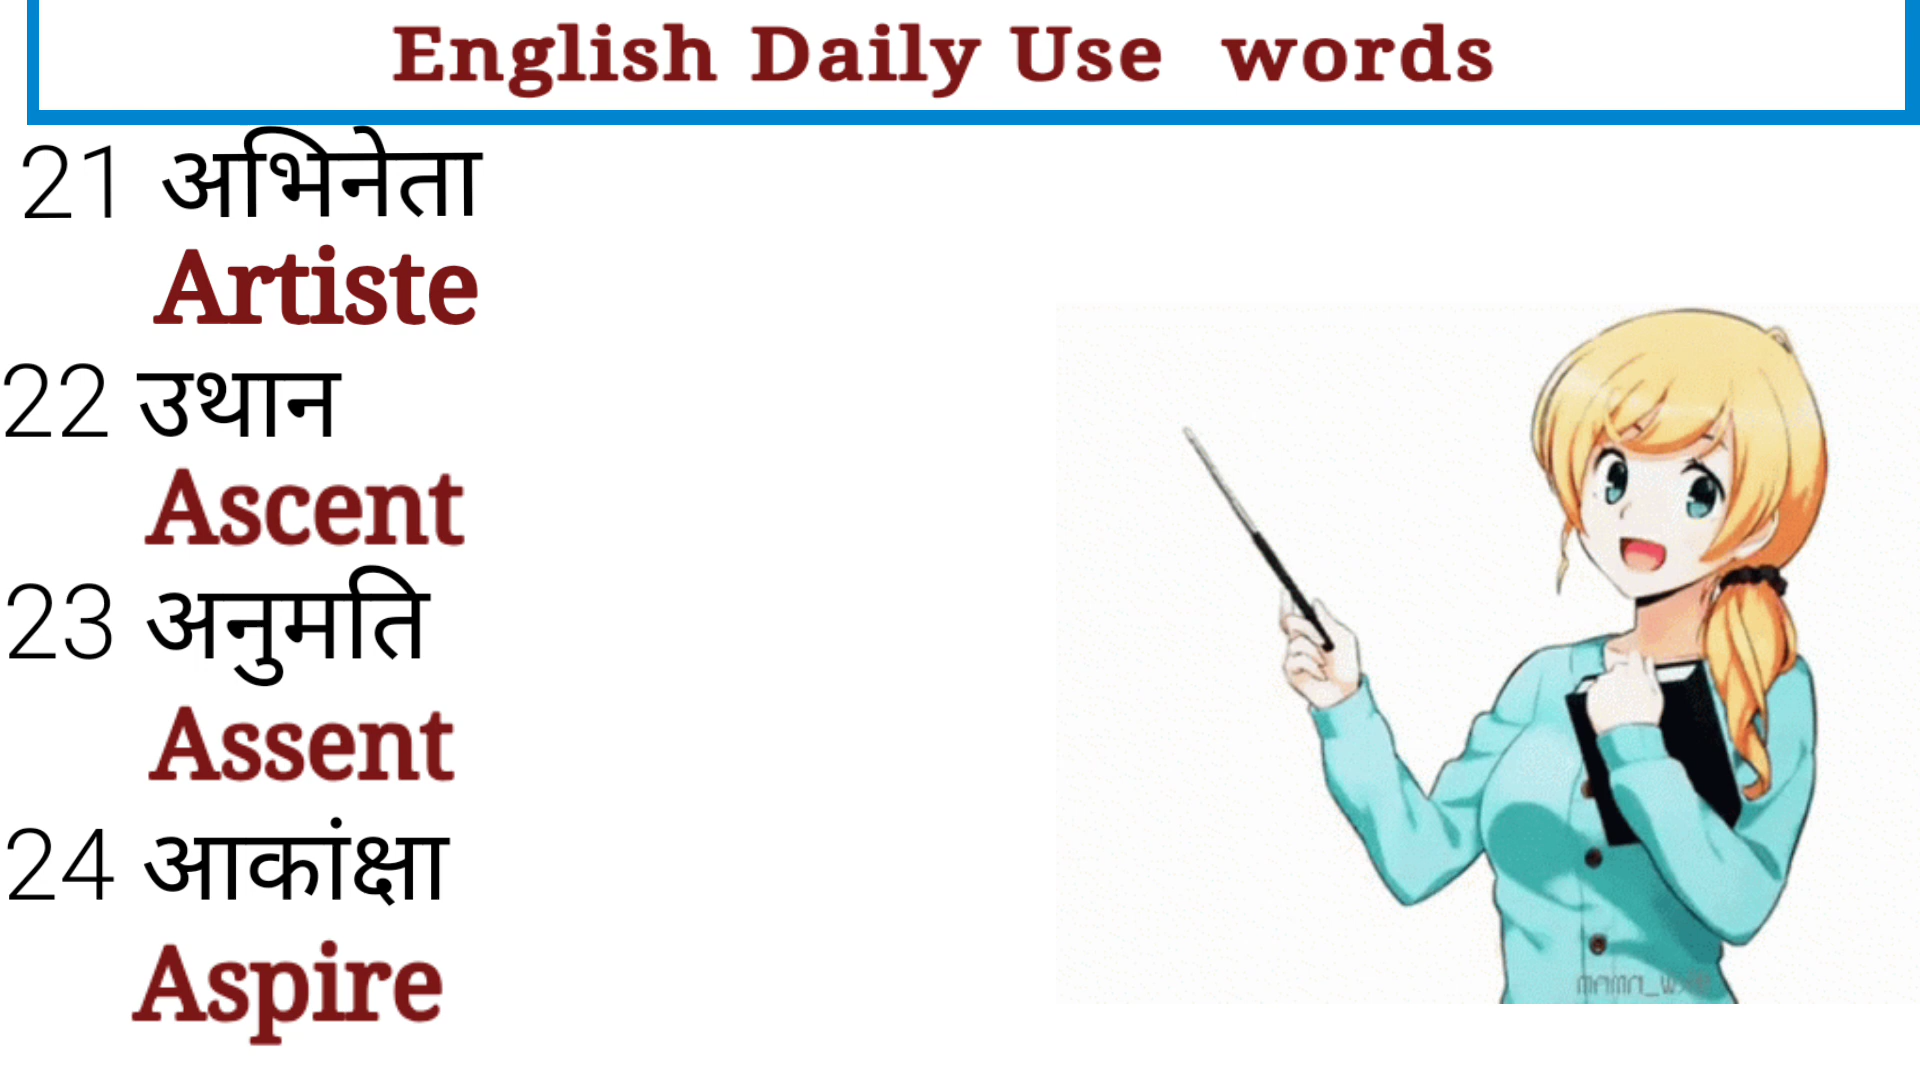 English Daily Use words
21 अभिनेता
Artiste
22 उथान
Ascent
23 अनुमति
Assent
24 आकांक्षा
Aspire